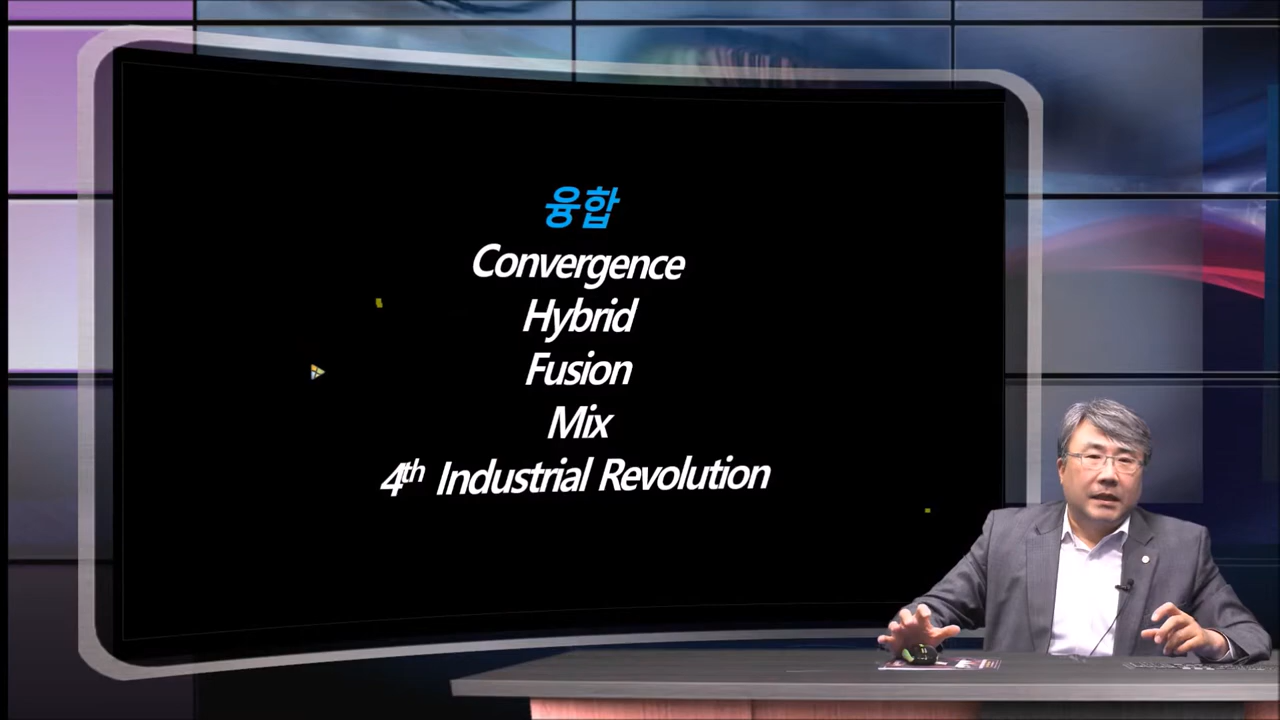 융합
Convergence
Hybrid
Fusion
Mix
4th Industrial Revolution